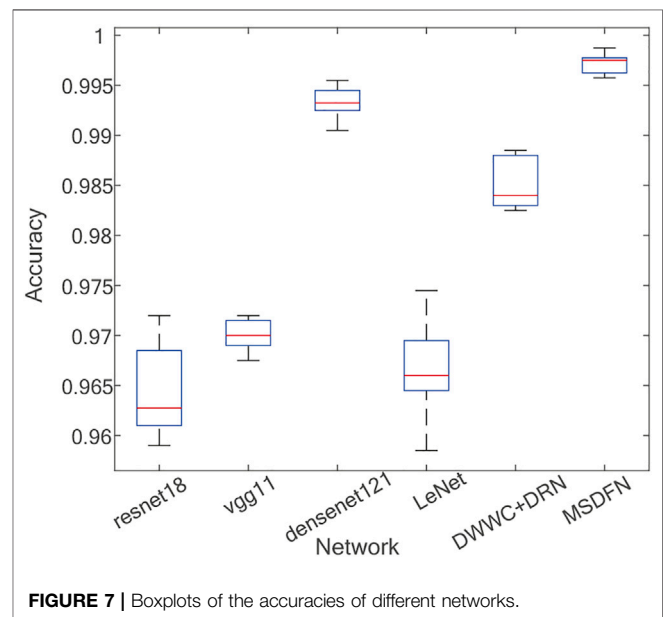 1
0.995
0.99
0.985
0.98
0.975
0.97
0.965
0.96
Accuracy
resnet18
vgg11
densenet121
LeNet
DWWC+DRN
MSDFN
Network
FIGURE 7 | Boxplots of the accuracies of different networks.